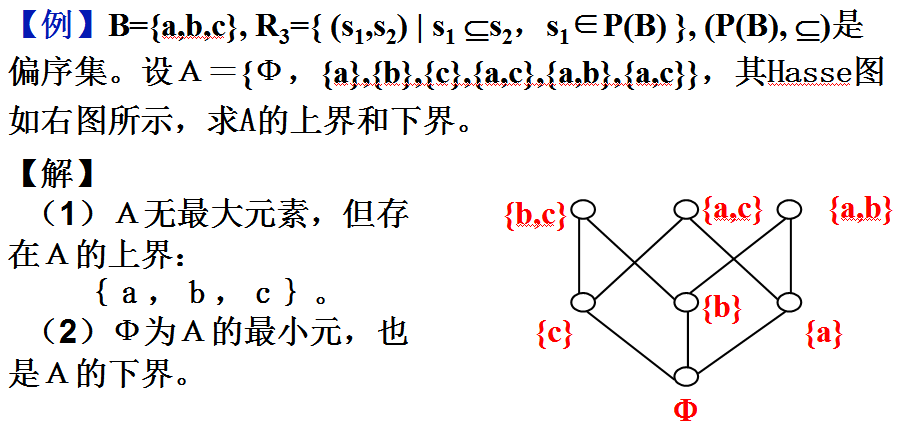 【例】B={a,b,c}, R₃={ (s₁,s₂) | s₁ ⊆s₂，s₁∈P(B) }, (P(B), ⊆)是
偏序集。设Ａ＝{Φ，{a},{b},{c},{a,c},{a,b},{a,c}}，其Hasse图
如右图所示，求A的上界和下界。
【解】
（1）Ａ无最大元素，但存
在Ａ的上界：
｛ａ，ｂ，ｃ｝。
（2）Φ为Ａ的最小元，也
是Ａ的下界。
{b,c} {a,c} {a,b}
{c} {b} {a}
Φ